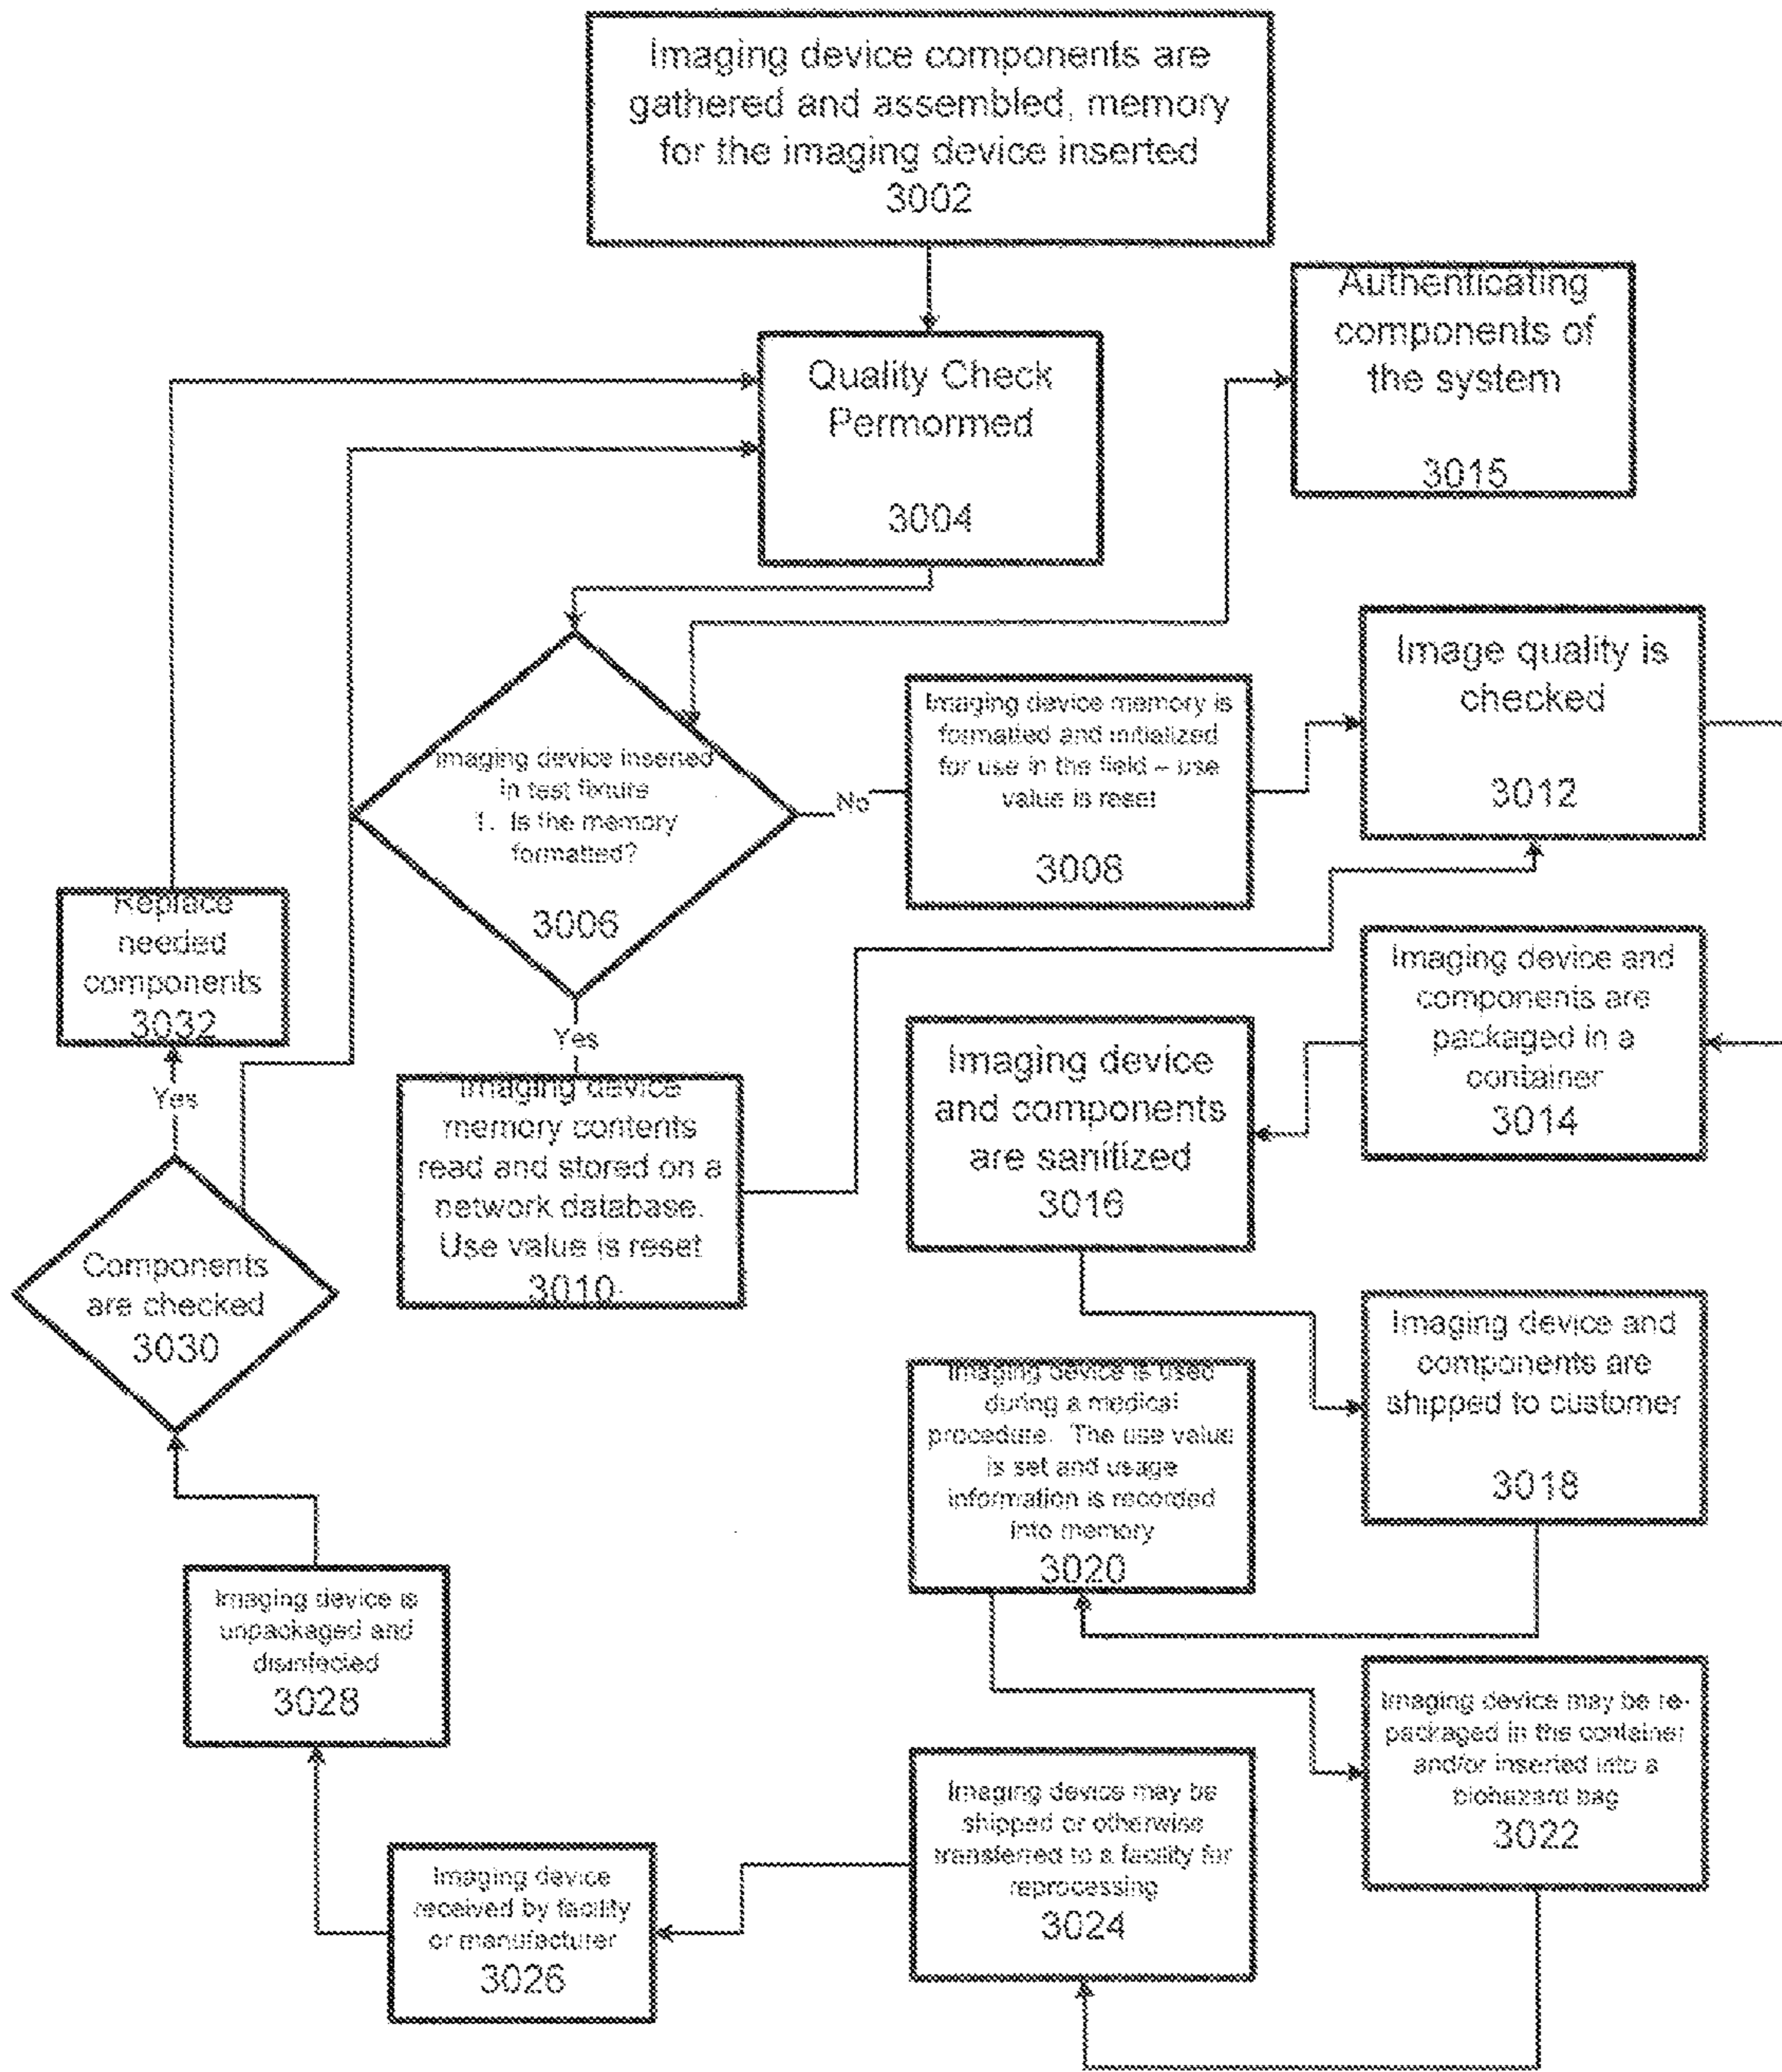 Imaging device components are
gathered and assembled, memory
for the imaging device inserted
3002
Authenticating
components of
the system
3015
Quality Check
Permormed
3004
Image quality is
checked
3012
Imaging device memory is
formatted and initialized
for use in the field – use
value is reset
3008
Imaging device inserted
in test fixture
1. Is the memory
formatted?
3006
No
Yes
Replace
needed
components
3032
Yes
Imaging device and
components are
packaged in a
container
3014
Imaging device
and components
are sanitized
3016
Imaging device
memory contents
read and stored on a
network database.
Use value is reset
3010
Components
are checked
3030
Imaging device and
components are
shipped to customer
3018
Imaging device is used
during a medical
procedure. The use value
is set and usage
information is recorded
into memory
3020
Imaging device is
unpackaged and
disinfected
3028
Imaging device may be re-
packaged in the container
and/or inserted into a
biohazard bag
3022
Imaging device may be
shipped or otherwise
transferred to a facility for
reprocessing
3024
Imaging device
received by facility
or manufacturer
3026